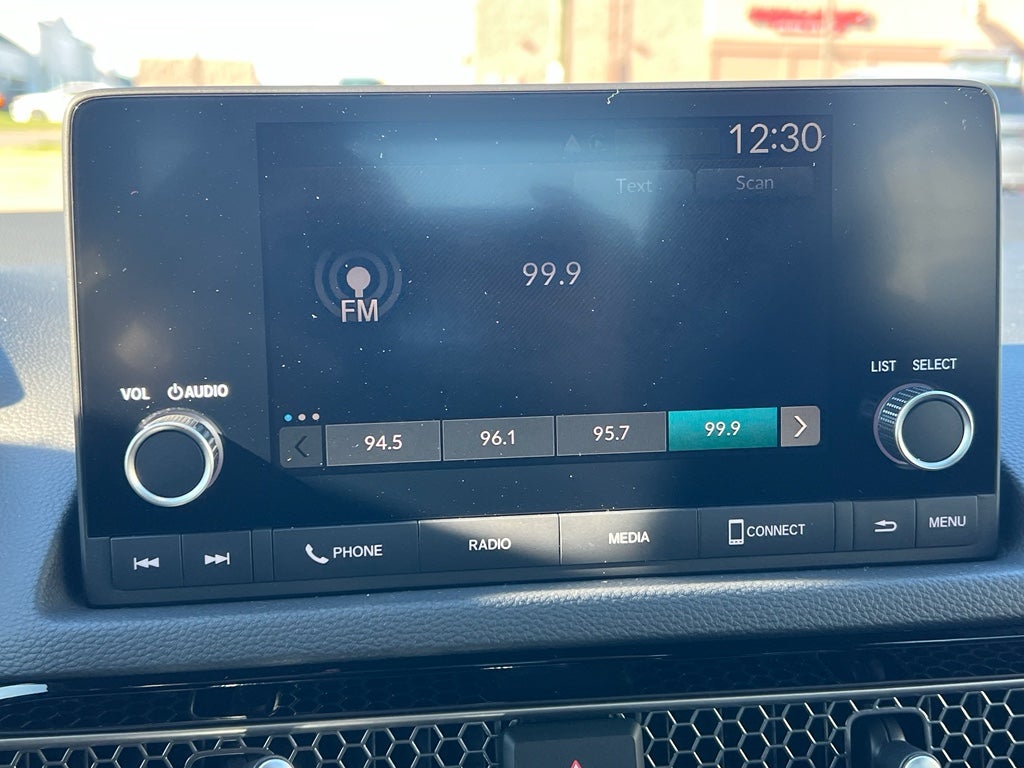 12:30
Text Scan
99.9
FM
LIST SELECT
VOL AUDIO
94.5 96.1 95.7 99.9
PHONE RADIO MEDIA CONNECT MENU